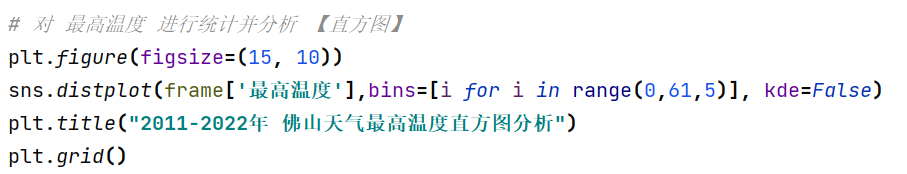 # 对 最高温度 进行统计并分析 【直方图】
plt.figure(figsize=(15, 10))
sns.distplot(frame['最高温度'],bins=[i for i in range(0,61,5)], kde=False)
plt.title("2011-2022年 佛山天气最高温度直方图分析")
plt.grid()